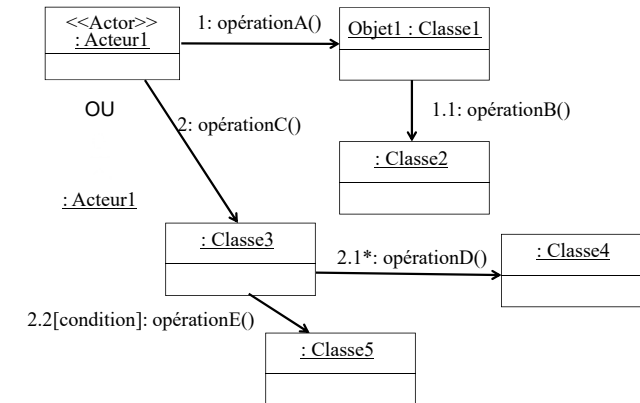 <<Actor>>
: Acteur1
1: opérationA()
Objet1 : Classe1
OU
2: opérationC()
1.1: opérationB()
: Classe2
: Acteur1
: Classe3
2.1*: opérationD()
: Classe4
2.2[condition]: opérationE()
: Classe5